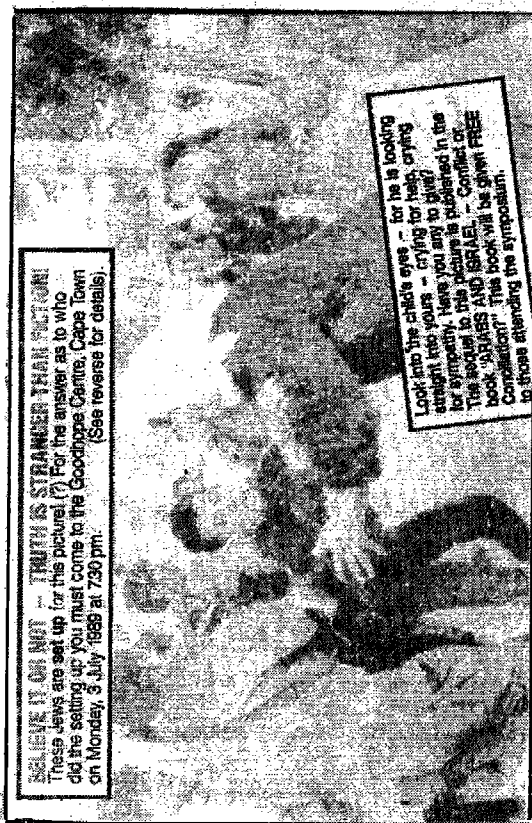 BELIEVE IT OR NOT – TRUTH IS STRANGER THAN FICTION!
These Jews are set up for this picture! (?) For the answer as to who
did the setting up you must come to the Goodhope Centre, Cape Town
on Monday, 3 July 1989 at 7.30 pm. (See reverse for details).
Look into the child's eyes – for he is looking
straight into yours – crying for help, crying
for sympathy. Have you any to give?
The sequel to this picture is published in the
book "ARABS AND ISRAEL – Conflict or
Conciliation?" This book will be given FREE
to those attending the symposium.